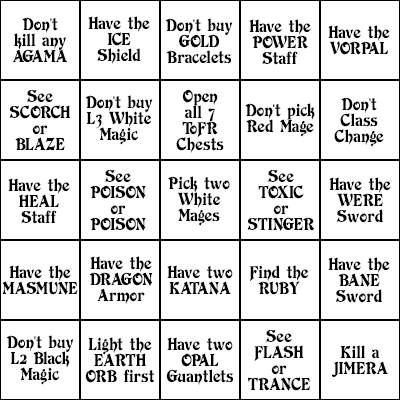 Don't
kill any
AGAMA
Have the
ICE
Shield
Don't buy
GOLD
Bracelets
Have the
POWER
Staff
Have the
VORPAL
See
SCORCH
or
BLAZE
Don't buy
L3 White
Magic
Open
all 7
ToFR
Chests
Don't pick
Red Mage
Don't
Class
Change
Have the
HEAL
Staff
See
POISON
or
POISON
Pick two
White
Mages
See
TOXIC
or
STINGER
Have the
WERE
Sword
Have the
MASMUNE
Have the
DRAGON
Armor
Have two
KATANA
Find the
RUBY
Have the
BANE
Sword
Don't buy
L2 Black
Magic
Light the
EARTH
ORB first
Have two
OPAL
Guantlets
See
FLASH
or
TRANCE
Kill a
JIMERA